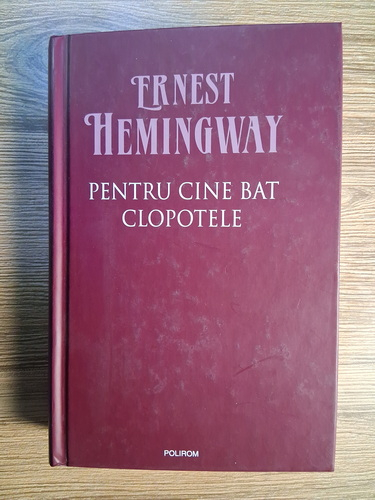 ERNEST
HEMINGWAY
PENTRU CINE BAT
CLOPOTELE
POLIROM